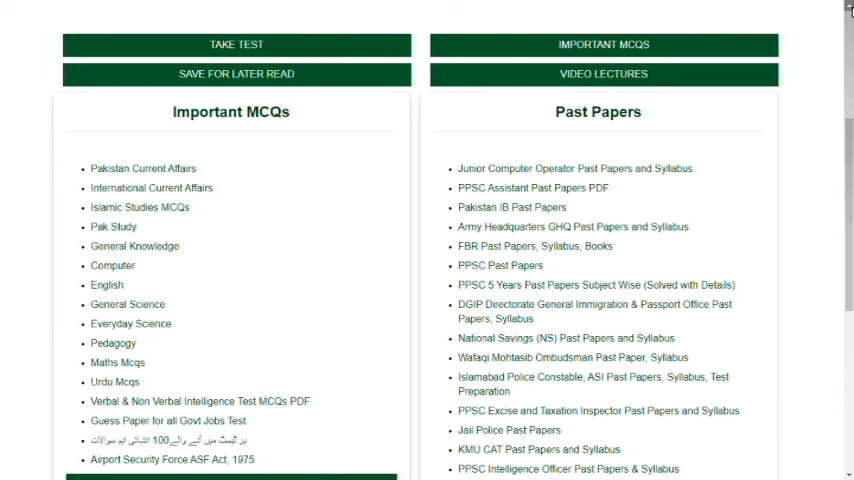 TAKE TEST
IMPORTANT MCQS
SAVE FOR LATER READ
VIDEO LECTURES
Important MCQs
Pakistan Current Affairs
International Current Affairs
Islamic Studies MCQs
Pak Study
General Knowledge
Computer
English
General Science
Everyday Science
Pedagogy
Maths Mcqs
Urdu Mcqs
Verbal & Non Verbal Intelligence Test MCQs PDF
Guess Paper for all Govt Jobs Test
ہر ٹیسٹ میں آنے والے100 انتہائی اہم سوالات
Airport Security Force ASF Act, 1975
Past Papers
Junior Computer Operator Past Papers and Syllabus
PPSC Assistant Past Papers PDF
Pakistan IB Past Papers
Army Headquarters GHQ Past Papers and Syllabus
FBR Past Papers, Syllabus, Books
PPSC Past Papers
PPSC 5 Years Past Papers Subject Wise (Solved with Details)
DGIP Directorate General Immigration & Passport Office Past
Papers, Syllabus
National Savings (NS) Past Papers and Syllabus
Wafaqi Mohtasib Ombudsman Past Paper, Syllabus
Islamabad Police Constable, ASI Past Papers, Syllabus, Test
Preparation
PPSC Excise and Taxation Inspector Past Papers and Syllabus
Jail Police Past Papers
KMU CAT Past Papers and Syllabus
PPSC Intelligence Officer Past Papers & Syllabus